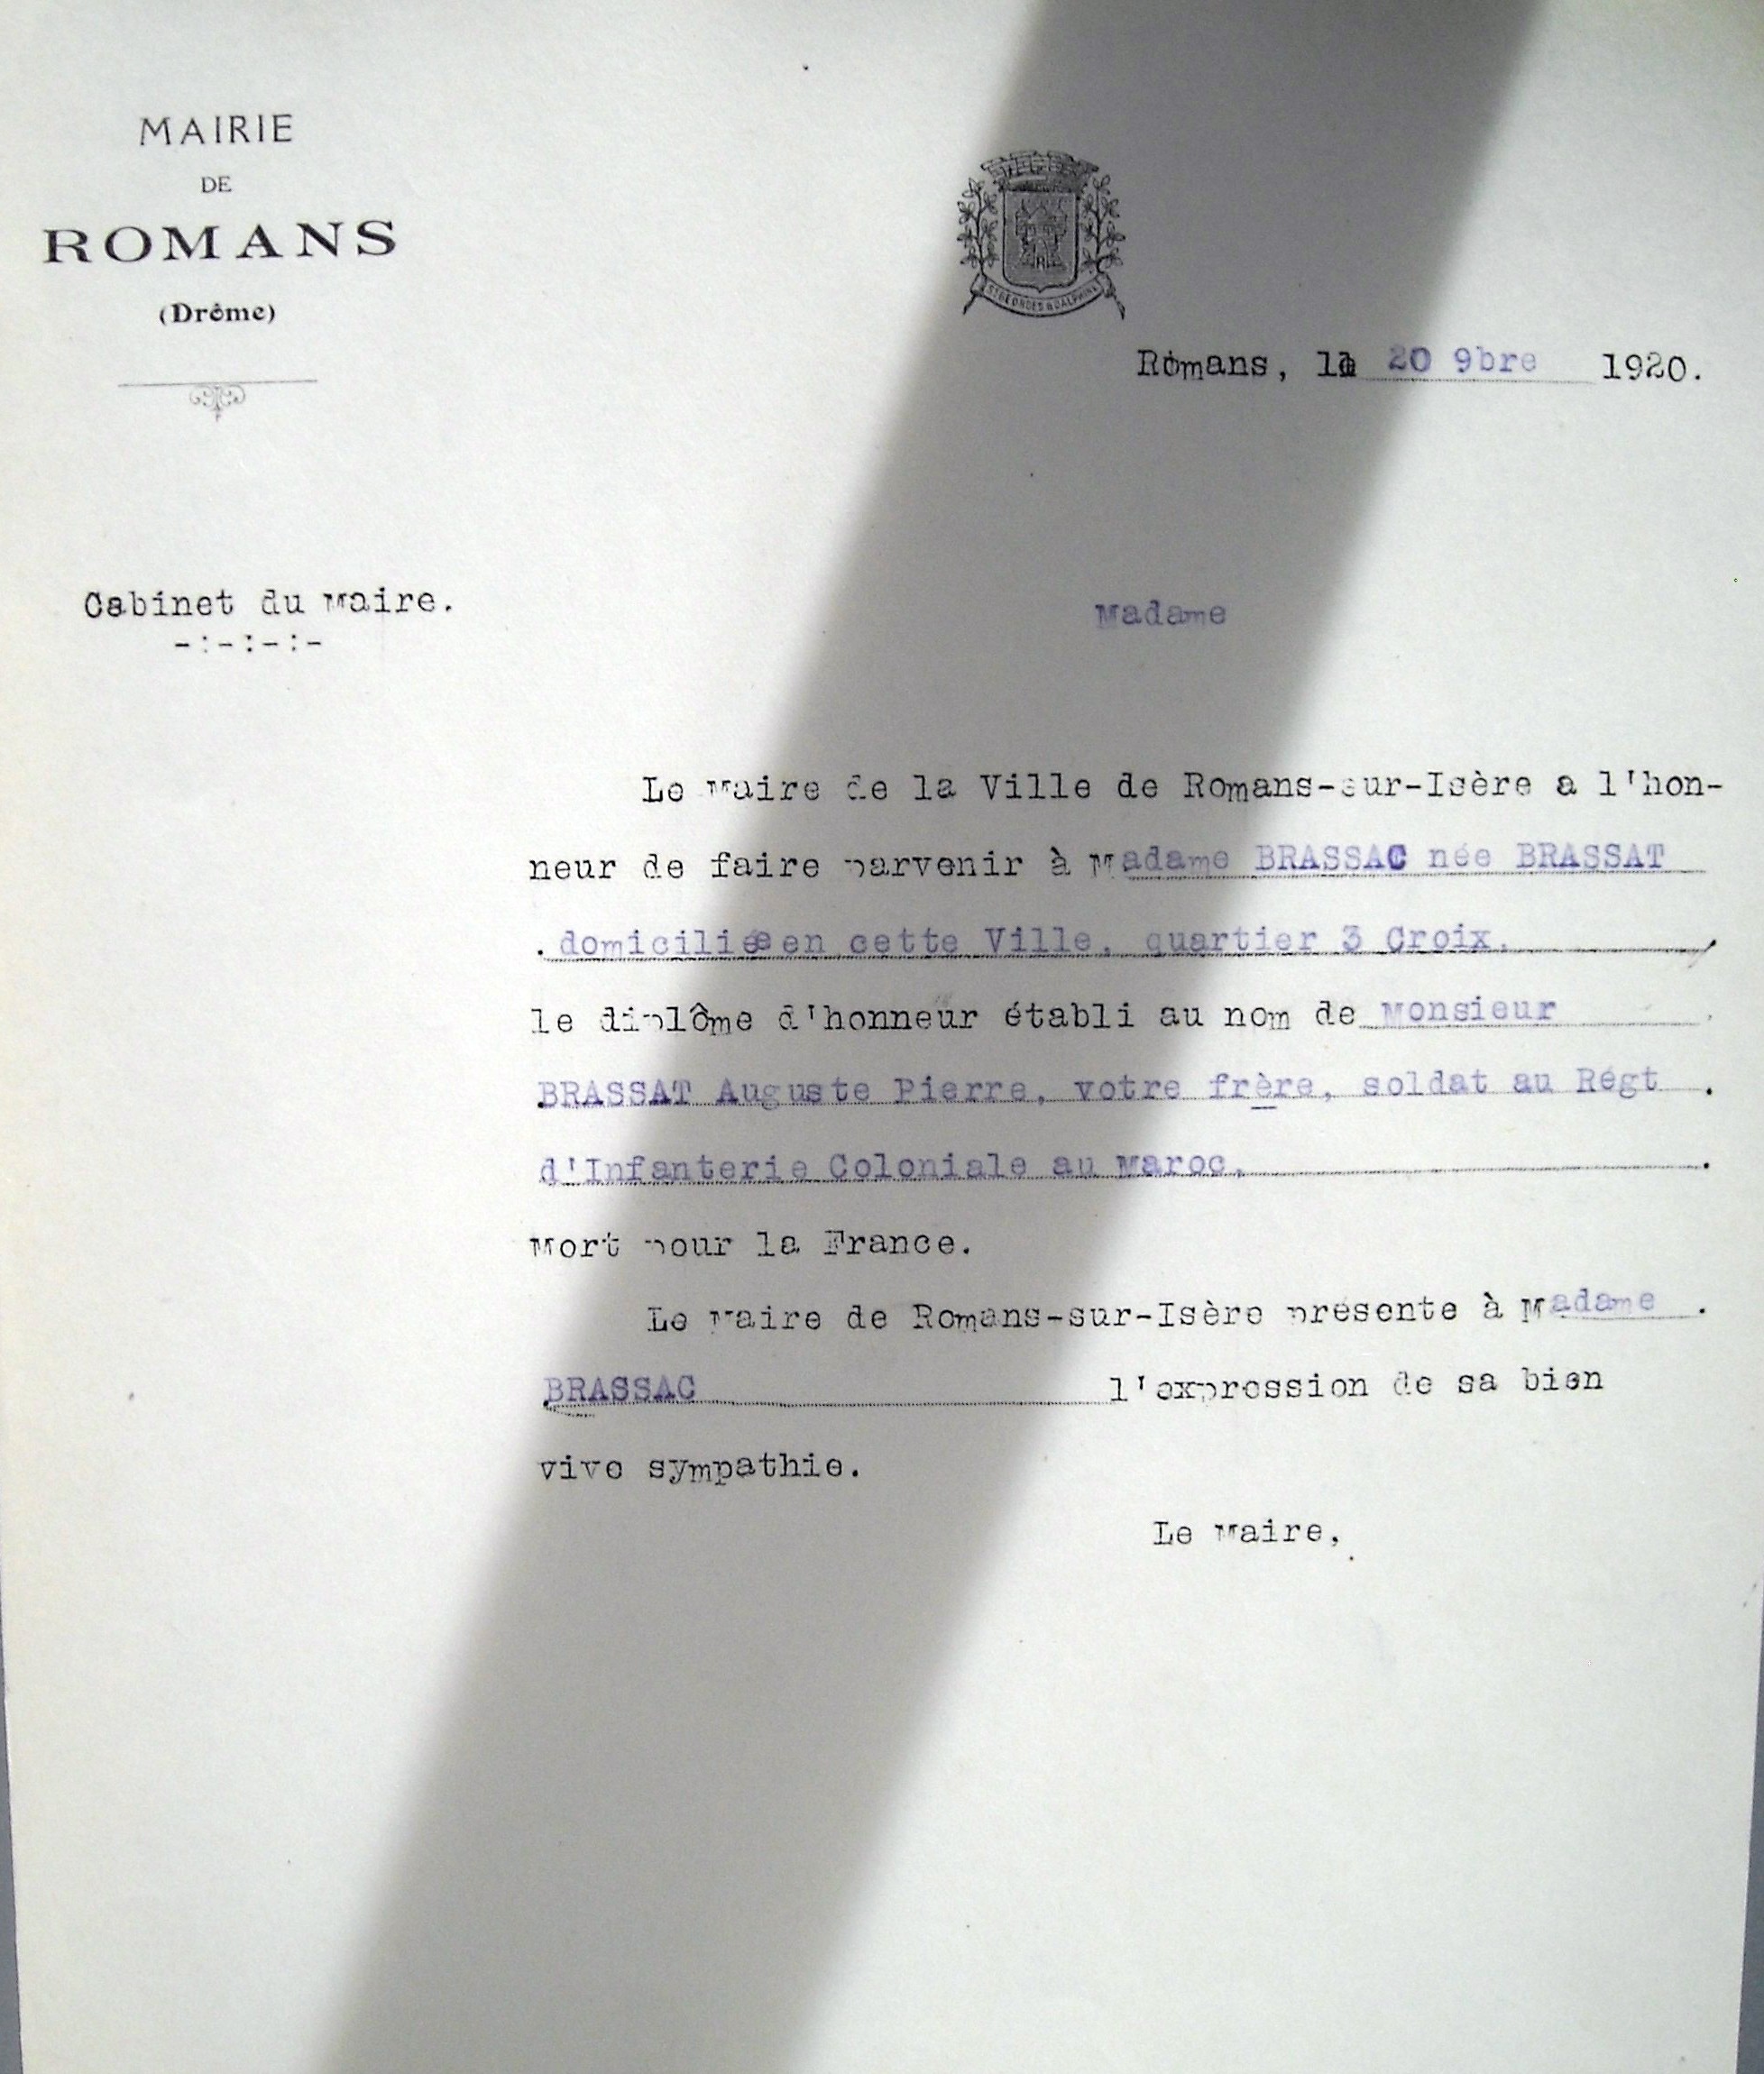 MAIRIE
DE
ROMANS
(Drôme)
Romans, le 20 9bre 1920.
Cabinet du Maire.
-:-:-:-
Madame
Le Maire de la Ville de Romans-sur-Isère a l'hon-
neur de faire parvenir à Madame BRASSAC née BRASSAT
domiciliée en cette Ville, quartier 3 Croix,
le diplôme d'honneur établi au nom de Monsieur
BRASSAT Auguste Pierre, votre frère, soldat au Régt
d'Infanterie Coloniale au Maroc,
Mort pour la France.
Le Maire de Romans-sur-Isère présente à Madame
BRASSAC l'expression de sa bien
vive sympathie.
Le Maire,